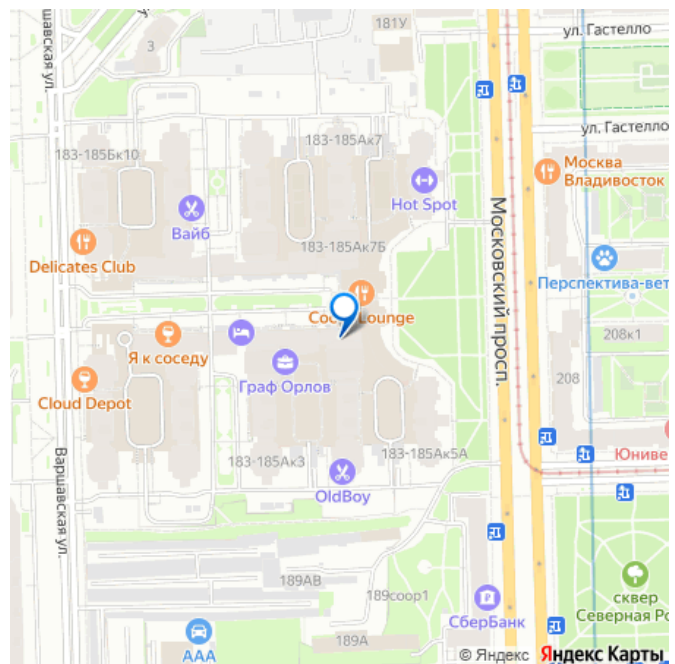 181У
ул. Гастелло
Варшавская ул.
3
ул. Гастелло
183-185Ак7
183-185Бк10
Москва
Владивосток
Hot Spot
Вайб
Московский просп.
183-185Ак7Б
Delicates Club
Перспектива-вет
Lounge
208к1
Я к соседу
Граф Орлов
208
Cloud Depot
183-185Ак5А
183-185Ак3
Юниве
Варшавская ул.
OldBoy
189АВ
189соор1
сквер
Северная Ро
СберБанк
189А
ААА
© Яндекс Яндекс Карты